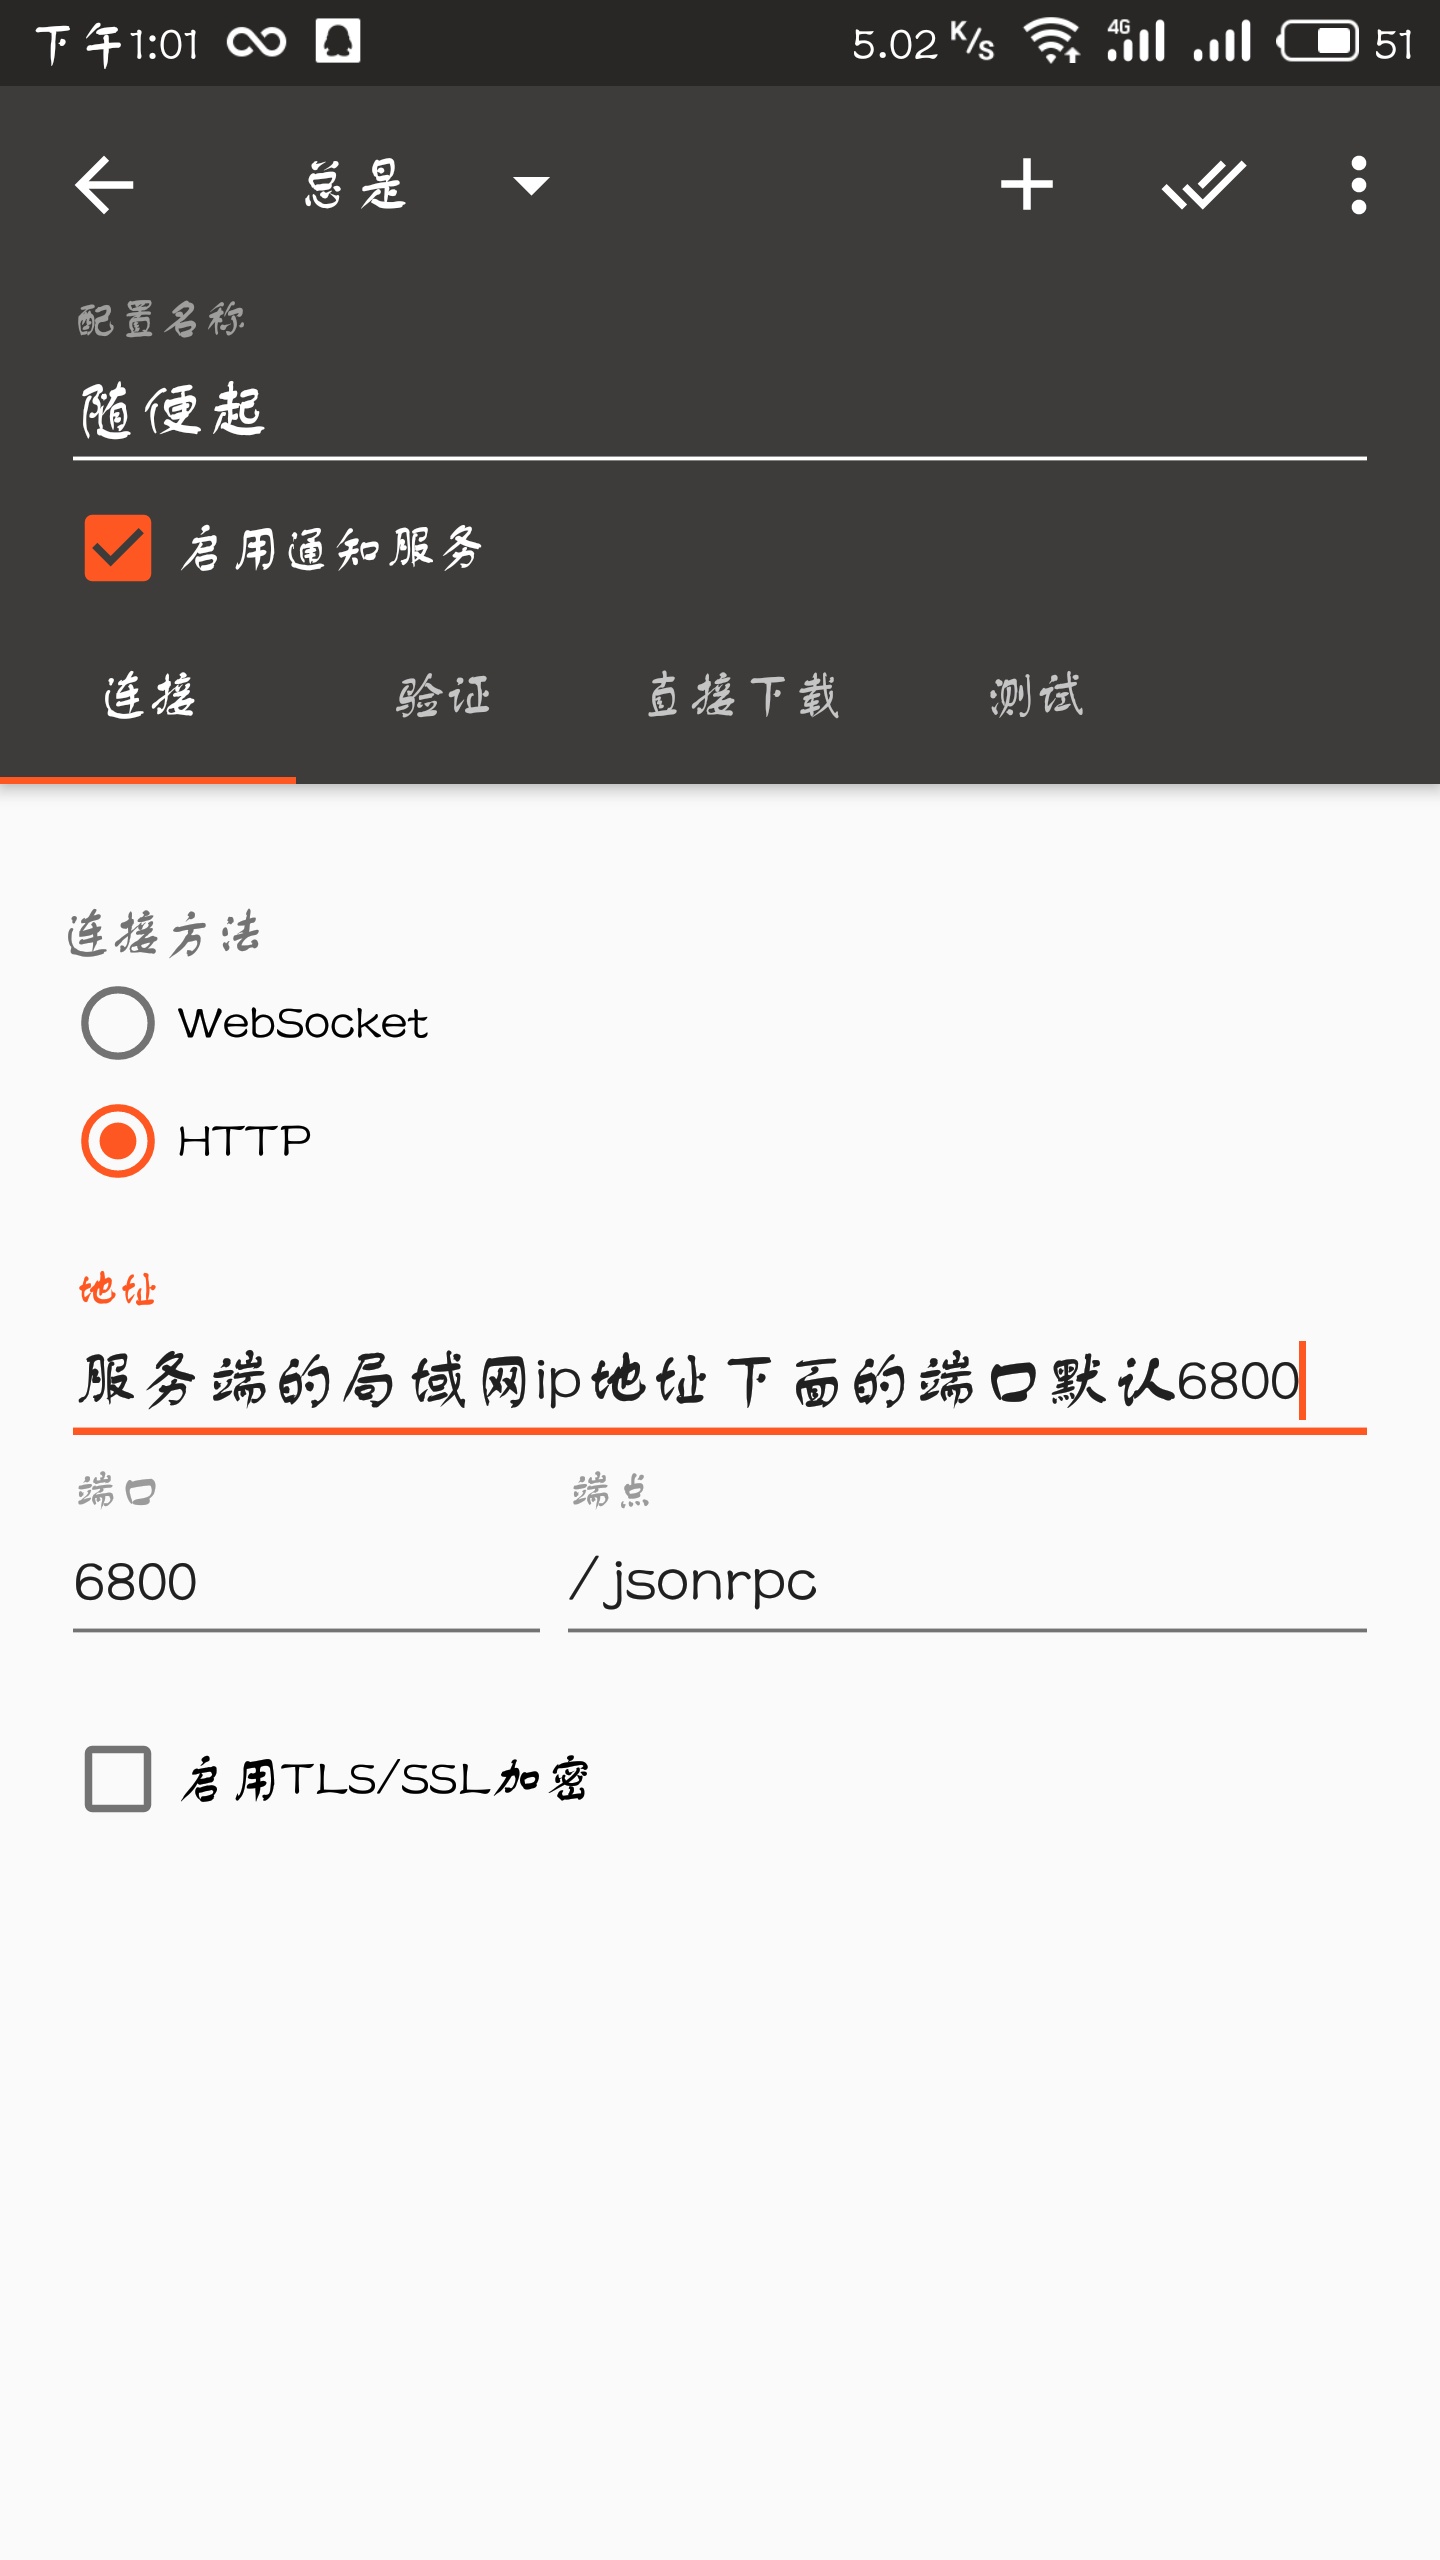 下午1:01 5.02 K/s 4G 51
总是
配置名称
随便起
启用通知服务
连接 验证 直接下载 测试
连接方法
WebSocket
HTTP
地址
服务端的局域网ip地址下面的端口默认6800
端口 端点
6800 /jsonrpc
启用TLS/SSL加密